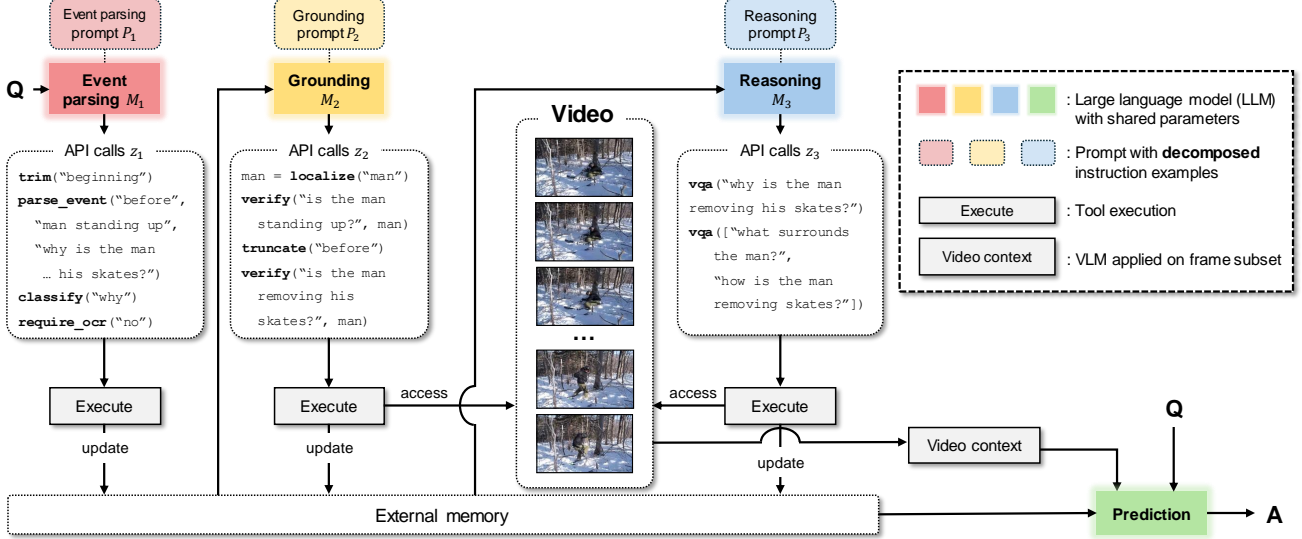 Event parsing
prompt P₁
Grounding
prompt P₂
Reasoning
prompt P₃
Q
Event
parsing M₁
Grounding
M₂
Reasoning
M₃
API calls z₁
trim(“beginning”)
parse_event(“before”,
“man standing up”,
“why is the man
… his skates?”)
classify(“why”)
require_ocr(“no”)
API calls z₂
man = localize(“man”)
verify(“is the man
standing up?”, man)
truncate(“before”)
verify(“is the man
removing his
skates?”, man)
Video
...
API calls z₃
vqa(“why is the man
removing his skates?”)
vqa([“what surrounds
the man?”,
“how is the man
removing skates?”])
: Large language model (LLM)
with shared parameters
: Prompt with decomposed
instruction examples
Execute
: Tool execution
Video context
: VLM applied on frame subset
Execute
Execute
access
access
Execute
update
update
update
Video context
Q
External memory
Prediction
A